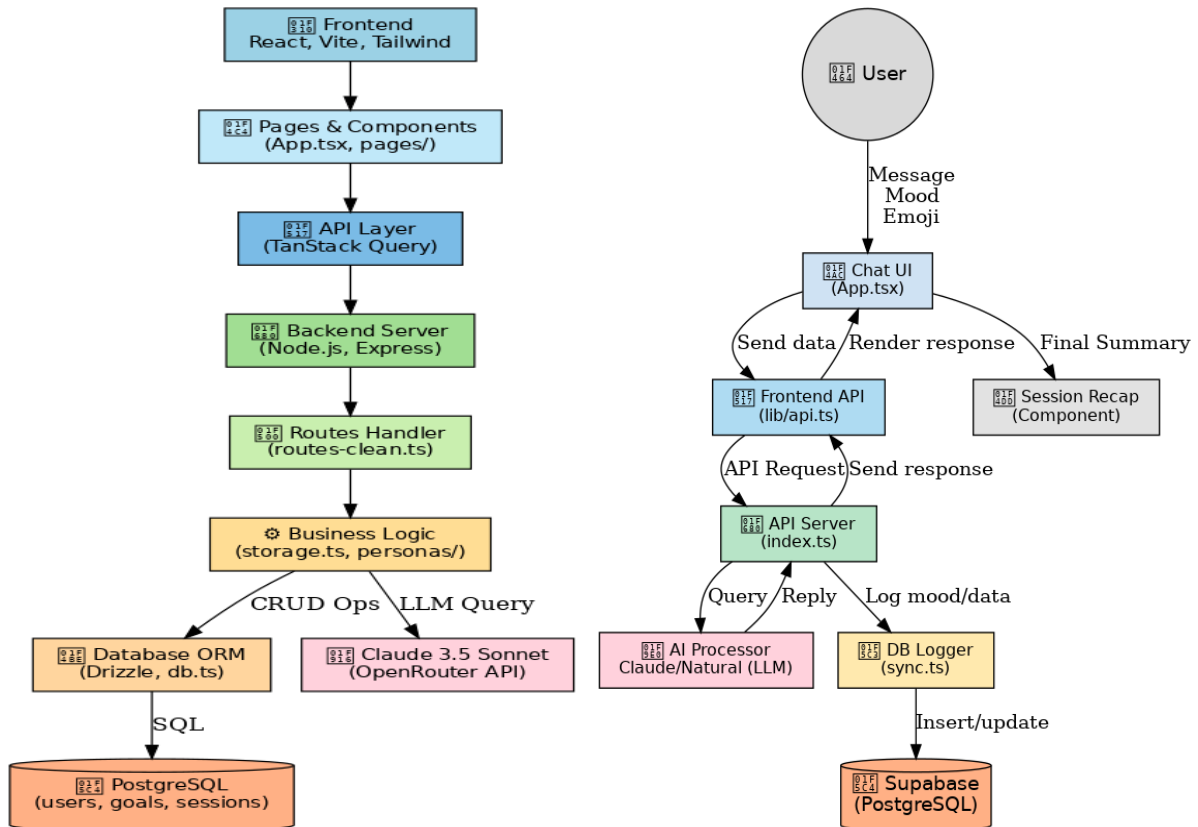 Frontend
React, Vite, Tailwind
Pages & Components
(App.tsx, pages/)
API Layer
(TanStack Query)
Backend Server
(Node.js, Express)
Routes Handler
(routes-clean.ts)
⚙ Business Logic
(storage.ts, personas/)
CRUD Ops
LLM Query
Database ORM
(Drizzle, db.ts)
Claude 3.5 Sonnet
(OpenRouter API)
SQL
PostgreSQL
(users, goals, sessions)
User
Message
Mood
Emoji
Chat UI
(App.tsx)
Send data
Render response
Final Summary
Frontend API
(lib/api.ts)
Session Recap
(Component)
API Request
Send response
API Server
(index.ts)
Query
Reply
Log mood/data
AI Processor
Claude/Natural (LLM)
DB Logger
(sync.ts)
Insert/update
Supabase
(PostgreSQL)